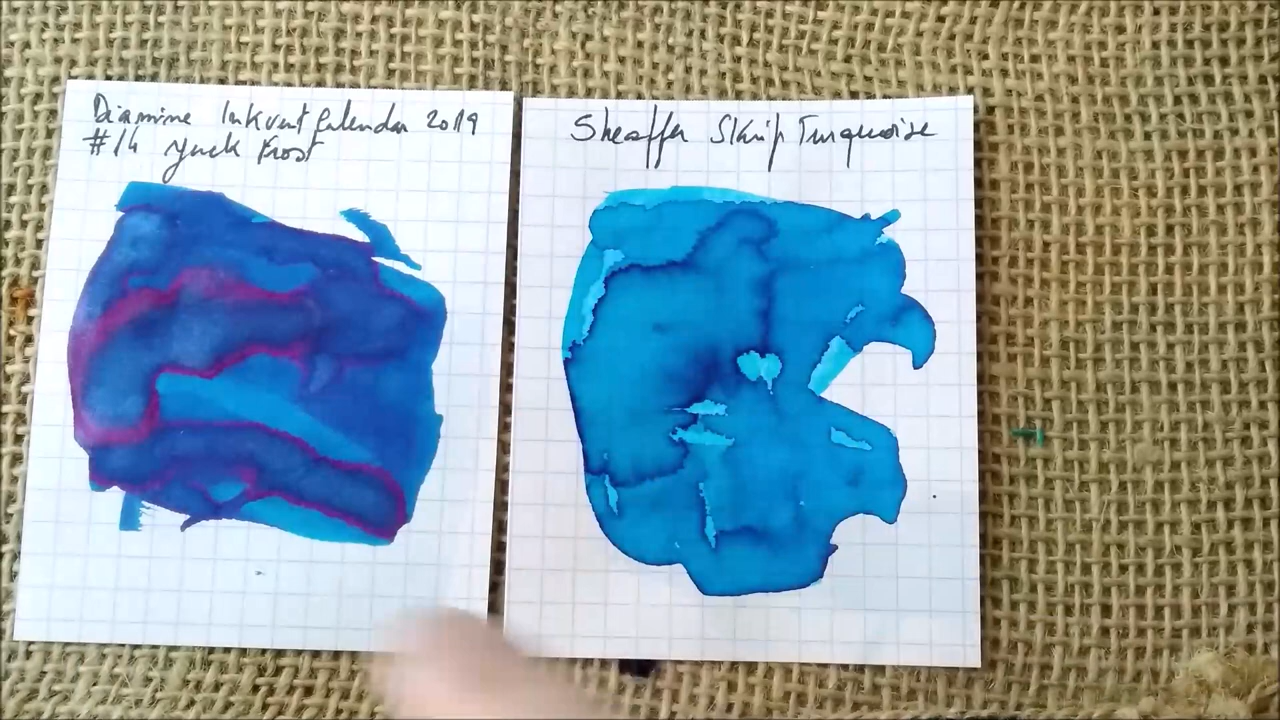 Diamine Inkvent Calendar 2019
#14 Jack Frost
Sheaffer Skrip Turquoise